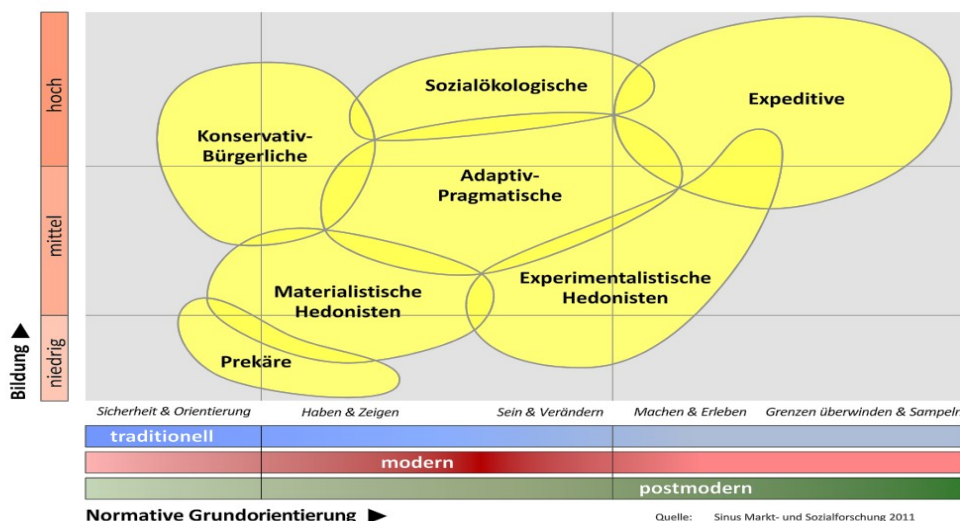 hoch
mittel
niedrig
Bildung ▶
Sozialökologische
Expeditive
Konservativ-
Bürgerliche
Adaptiv-
Pragmatische
Materialistische
Hedonisten
Experimentalistische
Hedonisten
Prekäre
Sicherheit & Orientierung
Haben & Zeigen
Sein & Verändern
Machen & Erleben
Grenzen überwinden & Sampeln
traditionell
modern
postmodern
Normative Grundorientierung ▶
Quelle: Sinus Markt- und Sozialforschung 2011